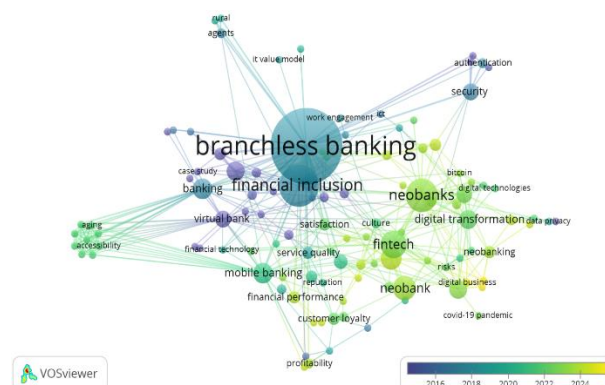 rural
agents
it value model
authentication
security
work engagement
ict
branchless banking
case study
bitcoin
financial inclusion
banking
neobanks
digital technologies
aging
virtual bank
satisfaction
culture
digital transformation
data privacy
accessibility
fintech
financial technology
service quality
neobanking
mobile banking
risks
reputation
digital business
financial performance
neobank
customer loyalty
covid-19 pandemic
profitability
VOSviewer
2016 2018 2020 2022 2024